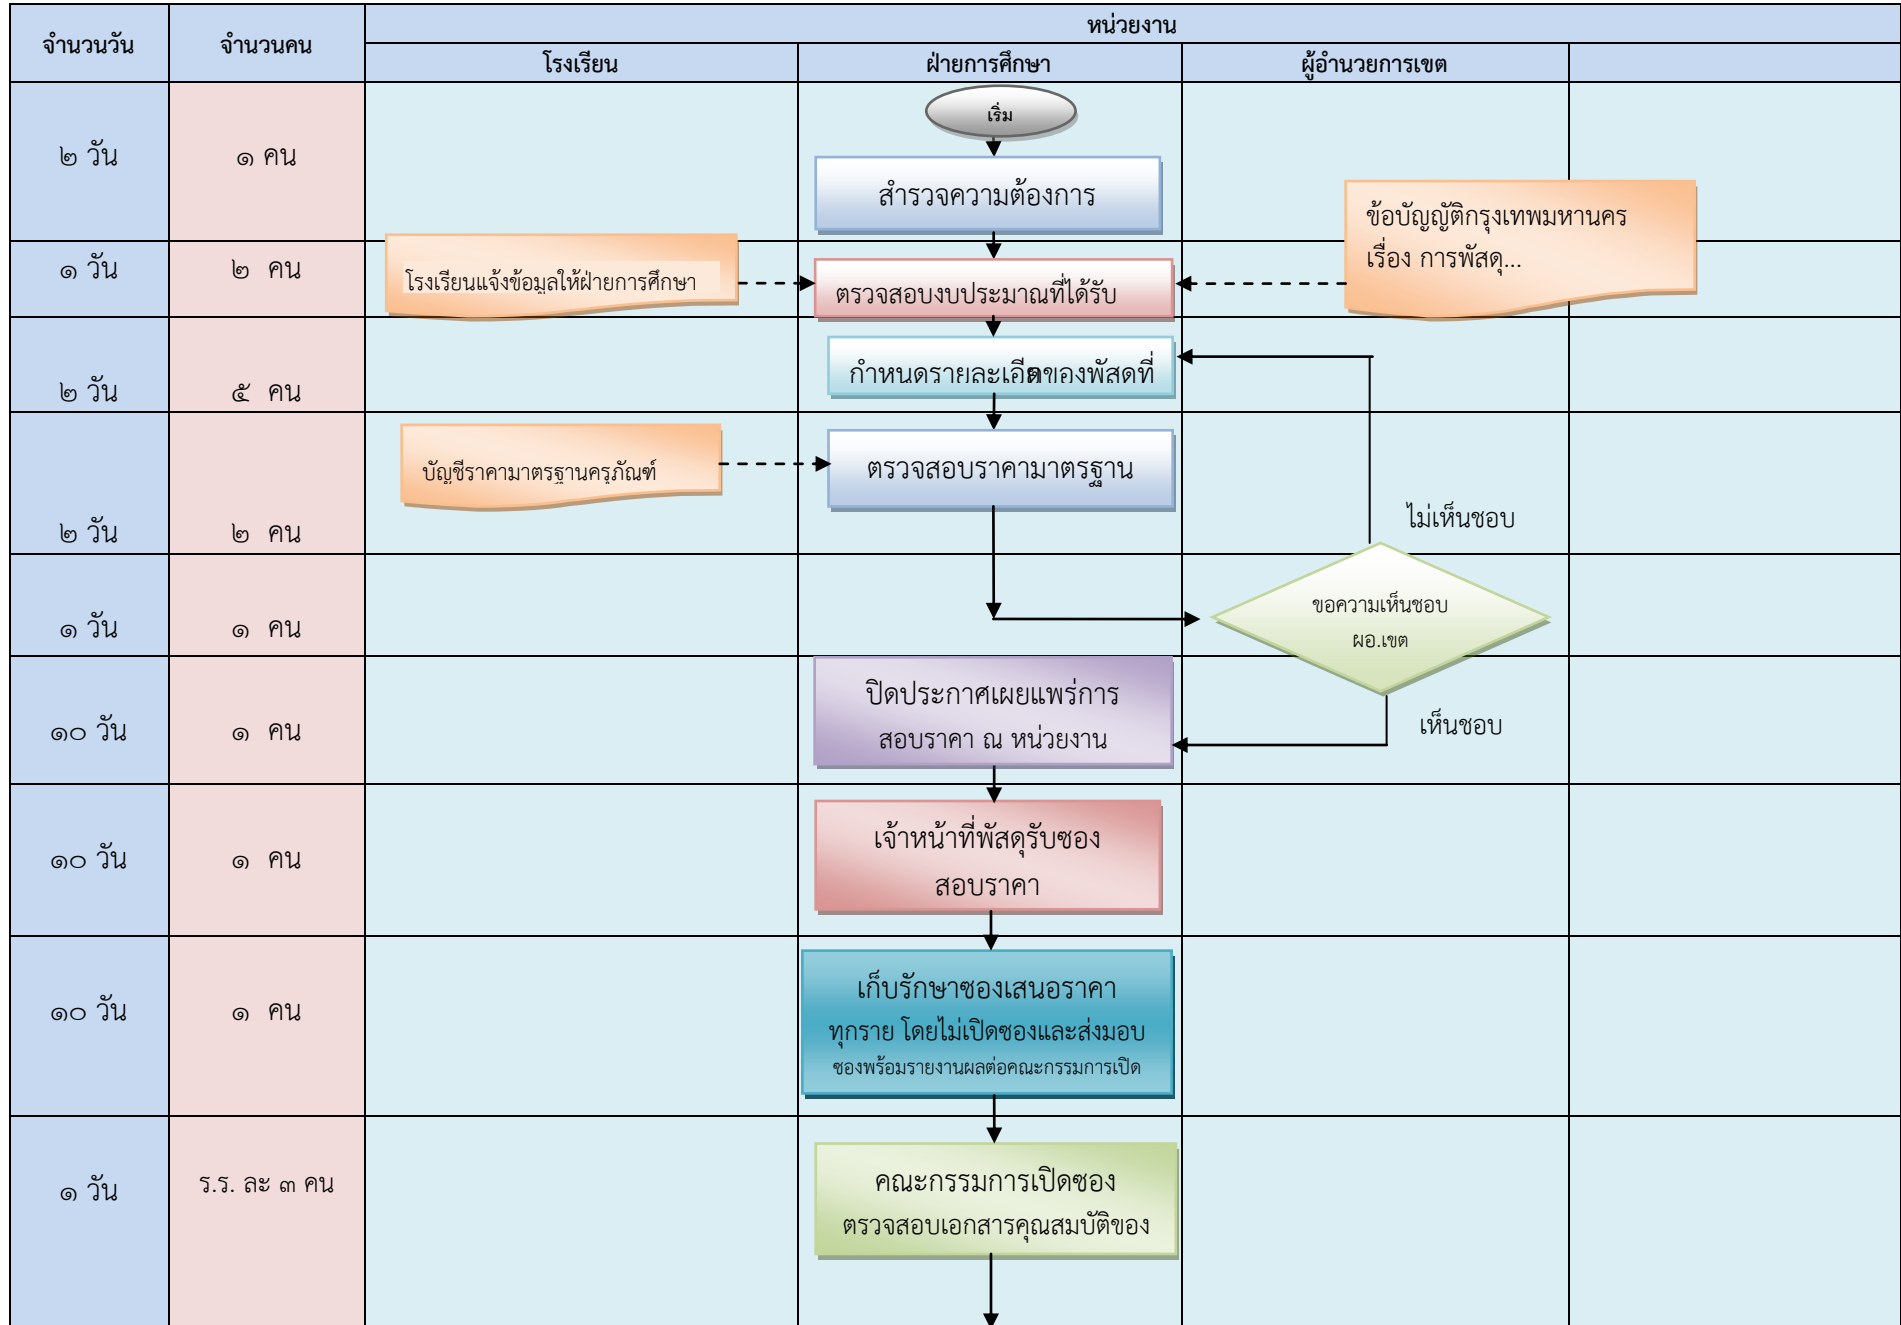 จำนวนวัน
จำนวนคน
หน่วยงาน
โรงเรียน
ฝ่ายการศึกษา
ผู้อำนวยการเขต
๒ วัน
๑ คน
เริ่ม
สำรวจความต้องการ
ข้อบัญญัติกรุงเทพมหานคร
เรื่อง การพัสดุ...
๑ วัน
๒ คน
โรงเรียนแจ้งข้อมูลให้ฝ่ายการศึกษา
ตรวจสอบงบประมาณที่ได้รับ
๒ วัน
๕ คน
กำหนดรายละเอียดของพัสดุที่
๒ วัน
๒ คน
บัญชีราคามาตรฐานครุภัณฑ์
ตรวจสอบราคามาตรฐาน
ไม่เห็นชอบ
๑ วัน
๑ คน
ขอความเห็นชอบ
ผอ.เขต
๑๐ วัน
๑ คน
ปิดประกาศเผยแพร่การ
สอบราคา ณ หน่วยงาน
เห็นชอบ
๑๐ วัน
๑ คน
เจ้าหน้าที่พัสดุรับซอง
สอบราคา
๑๐ วัน
๑ คน
เก็บรักษาซองเสนอราคา
ทุกราย โดยไม่เปิดซองและส่งมอบ
ซองพร้อมรายงานผลต่อคณะกรรมการเปิด
๑ วัน
ร.ร. ละ ๓ คน
คณะกรรมการเปิดซอง
ตรวจสอบเอกสารคุณสมบัติของ